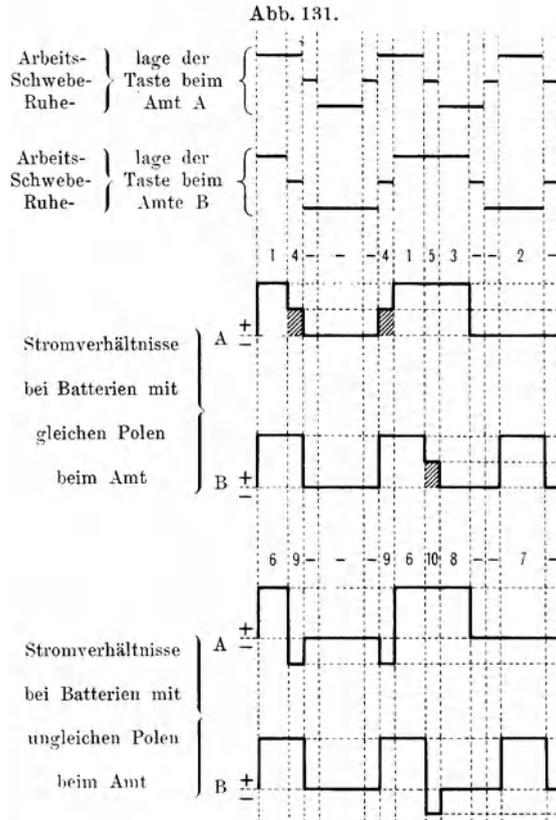 Abb. 131.
Arbeits- lage der
Schwebe- Taste beim
Ruhe- Amt A
Arbeits- lage der
Schwebe- Taste beim
Ruhe- Amte B
1 4 - - - 4 1 5 3 - - 2 -
A + −
Stromverhältnisse
bei Batterien mit
gleichen Polen
beim Amt
B + −
6 9 - - - 9 6 10 8 - - 7 -
A + −
Stromverhältnisse
bei Batterien mit
ungleichen Polen
beim Amt
B + −